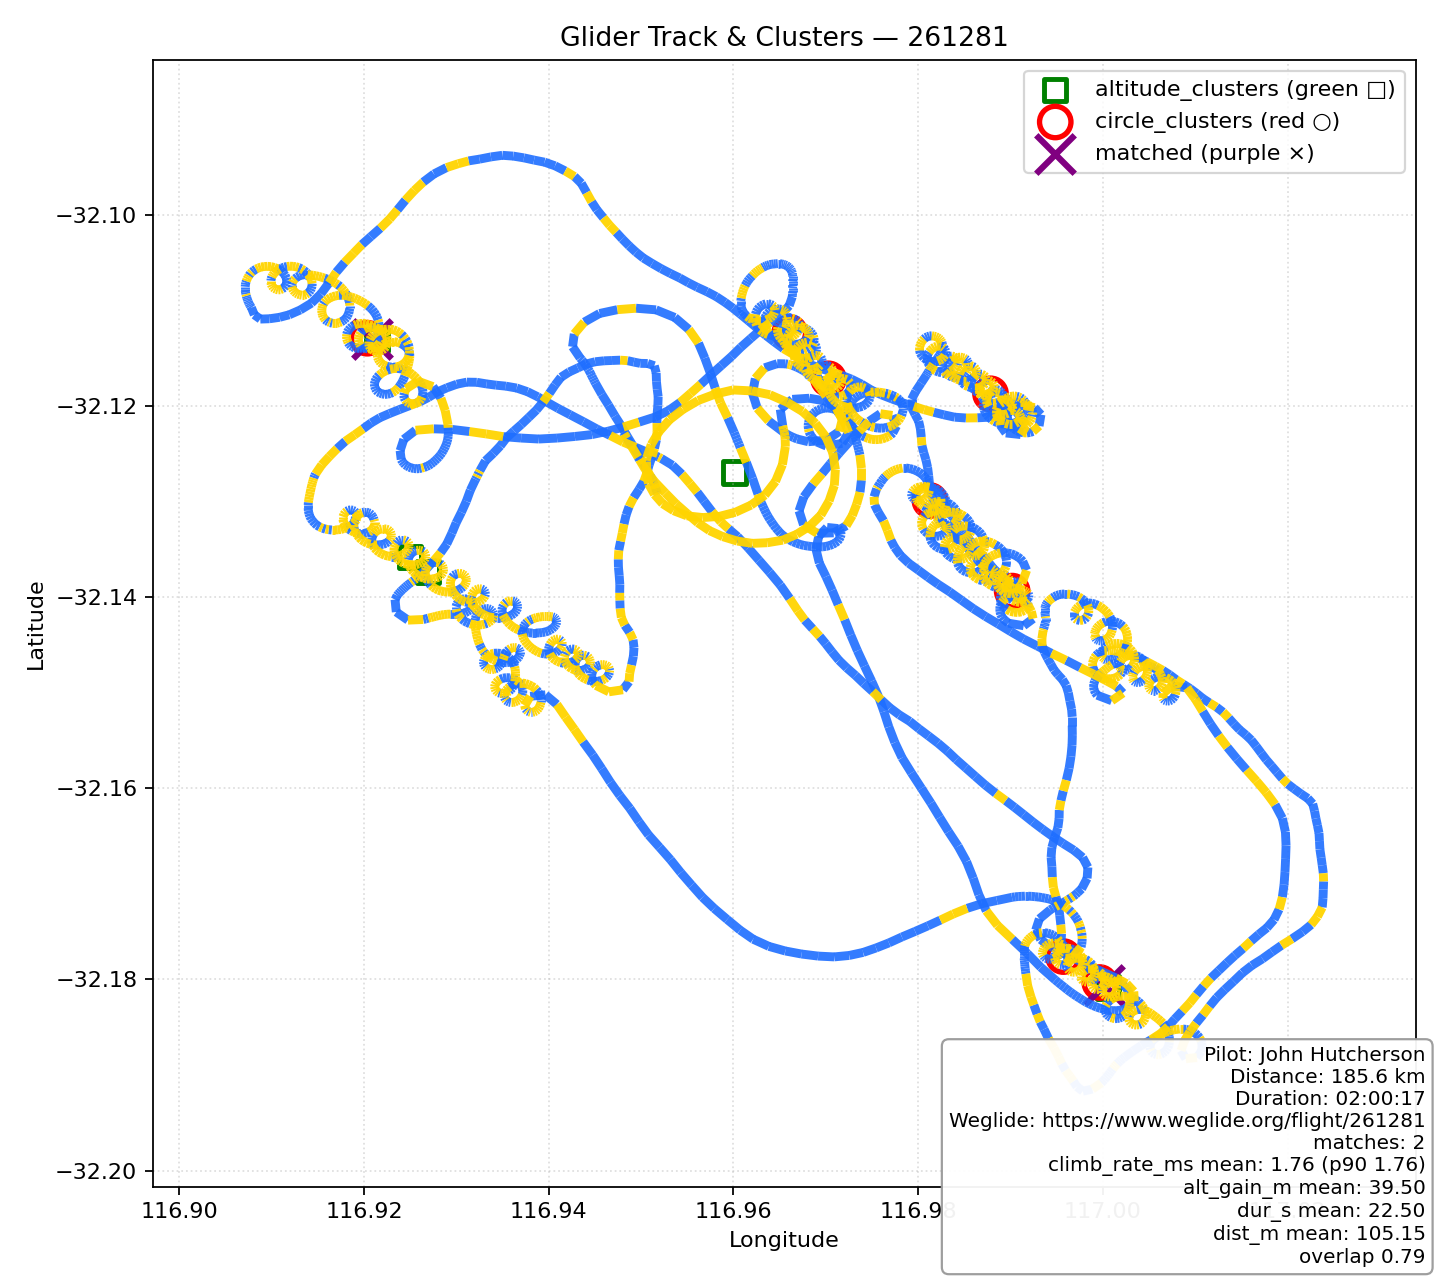 Glider Track & Clusters — 261281
altitude_clusters (green □)
circle_clusters (red ○)
matched (purple ×)
−32.10
−32.12
−32.14
−32.16
−32.18
−32.20
Latitude
116.90
116.92
116.94
116.96
116.98
117.00
Longitude
Pilot: John Hutcherson
Distance: 185.6 km
Duration: 02:00:17
Weglide: https://www.weglide.org/flight/261281
matches: 2
climb_rate_ms mean: 1.76 (p90 1.76)
alt_gain_m mean: 39.50
dur_s mean: 22.50
dist_m mean: 105.15
overlap 0.79